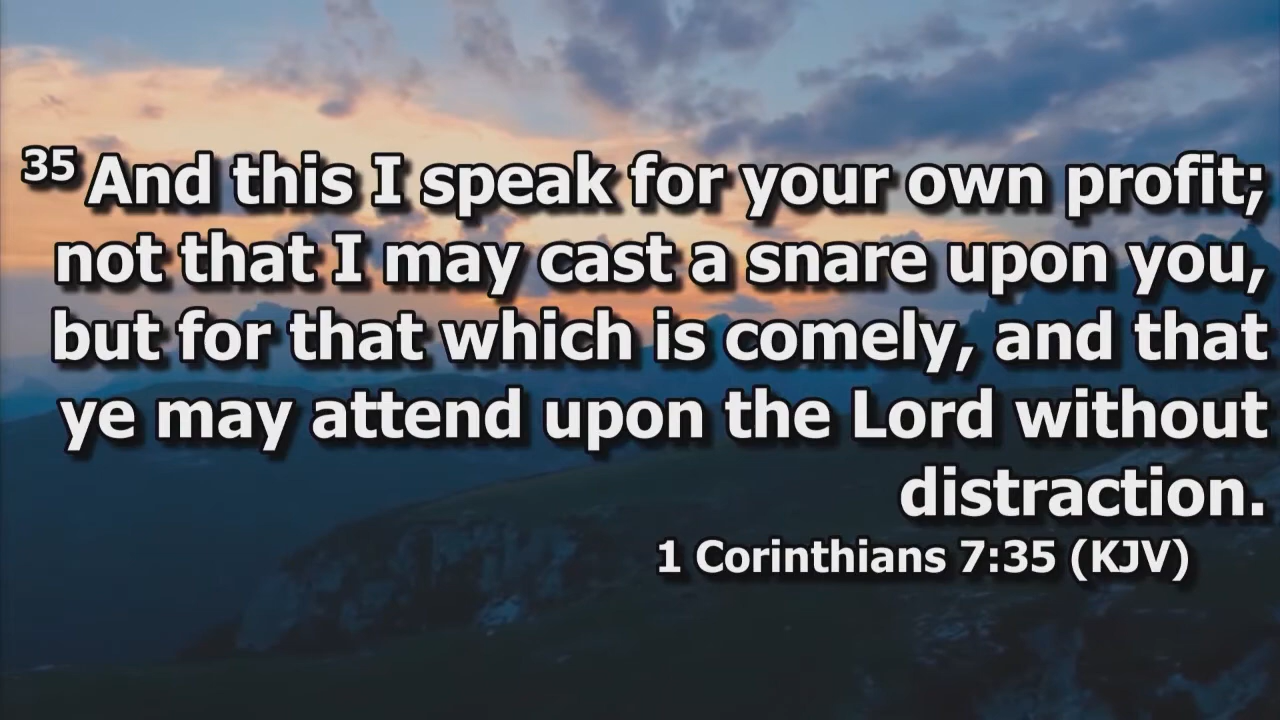 35 And this I speak for your own profit;
not that I may cast a snare upon you,
but for that which is comely, and that
ye may attend upon the Lord without
distraction.
1 Corinthians 7:35 (KJV)